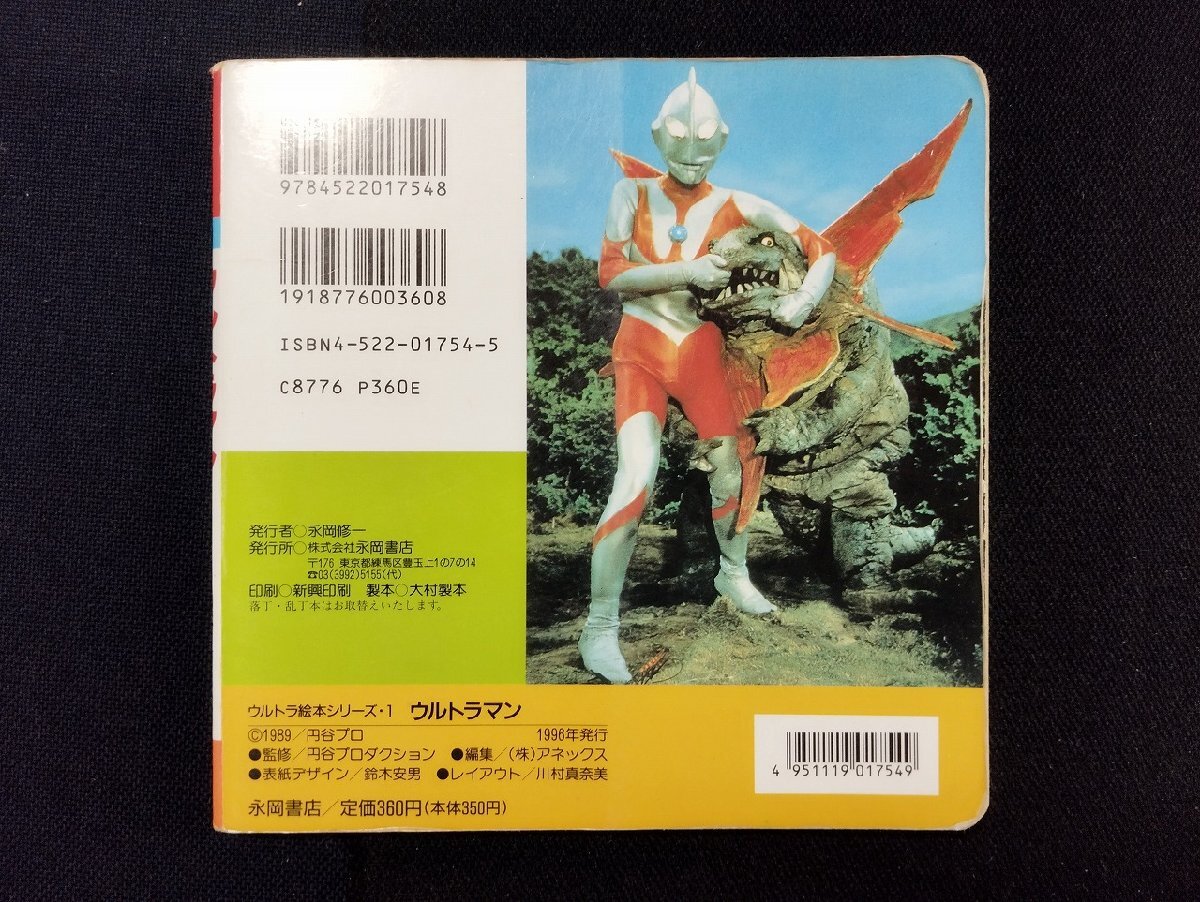 9784522017548
1918776003608
ISBN4-522-01754-5
C8776 P360E
発行者○永岡修一
発行所○株式会社永岡書店
〒176 東京都練馬区豊玉上1の7の14
☎03(3992)5155(代)
印刷○新興印刷 製本○大村製本
落丁・乱丁本はお取替えいたします。
ウルトラ絵本シリーズ・1 ウルトラマン
©1989/円谷プロ 1996年発行
●監修/円谷プロダクション ●編集/(株)アネックス
●表紙デザイン/鈴木安男 ●レイアウト/川村真奈美
永岡書店/定価360円(本体350円)
4 951119 017549